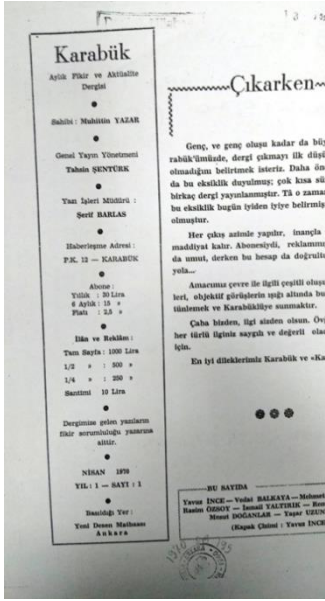 Karabük
Aylık Fikir ve Aktüalite
Dergisi
Sahibi: Muhittin YAZAR
Genel Yayın Yönetmeni
Tahsin ŞENTÜRK
Yazı İşleri Müdürü :
Şerif BARLAS
Haberleşme Adresi :
P.K. 12 — KARABÜK
Abone :
Yıllık : 30 Lira
6 Aylık : 15 »
Fiatı : 2,5 »
İlân ve Reklâm :
Tam Sayfa : 1000 Lira
1/2 » : 500 »
1/4 » : 250 »
Santimi 10 Lira
Dergimize gelen yazıların
fikir sorumluluğu yazarına
aittir.
NİSAN 1970
YIL : 1 — SAYI : 1
Basıldığı Yer :
Yeni Desen Matbaası
Ankara
Çıkarken
Genç, ve genç oluşu kadar da bü
rabük'ümüzde, dergi çıkmayı ilk düşü
olmadığını belirtmek isteriz. Daha ön
da bu eksiklik duyulmuş; çok kısa sü
birkaç dergi yayınlanmıştır. Tâ o zama
bu eksiklik bugün iyiden iyiye belirmiş
olmuştur.
Her çıkış azimle yapılır, inançla
maddiyat kalır. Abonesiydi, reklamını
da umut, derken bu hesap da doğrultu
yola...
Amacımız çevre ile ilgili çeşitli oluşu
leri, objektif görüşlerin ışığı altında bu
tünlemek ve Karabüklüye sunmaktır.
Çaba bizden, ilgi sizden olsun. Öv
her türlü ilginiz saygılı ve değerli ola
için.
En iyi dileklerimiz Karabük ve «Ka
BU SAYIDA
Yavuz İNCE — Vedat BALKAYA — Mehmet
Rasim ÖZSOY — İsmail YALTIRIK — Rem
Mesut DOĞANLAR — Yaşar UZUN
(Kapak Çizimi : Yavuz İNCE